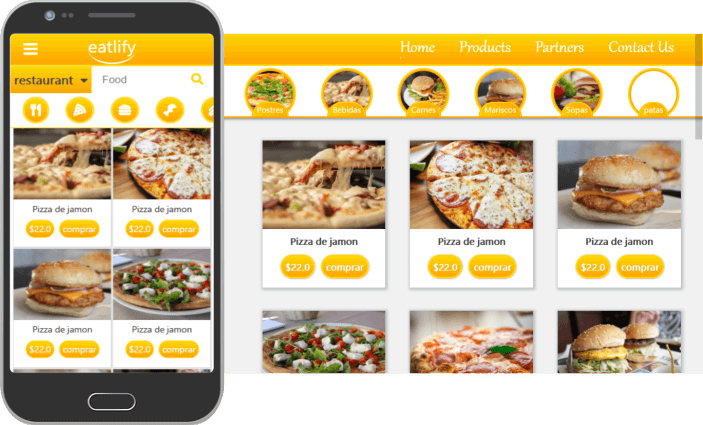 eatlify
restaurant
Food
Pizza de jamon
Pizza de jamon
$22.0
comprar
$22.0
comprar
Pizza de jamon
Pizza de jamon
$22.0
comprar
$22.0
comprar
Home
Products
Partners
Contact Us
Postres
Bebidas
Carnes
Mariscos
Sopas
patas
Pizza de jamon
Pizza de jamon
Pizza de jamon
$22.0
comprar
$22.0
comprar
$22.0
comprar